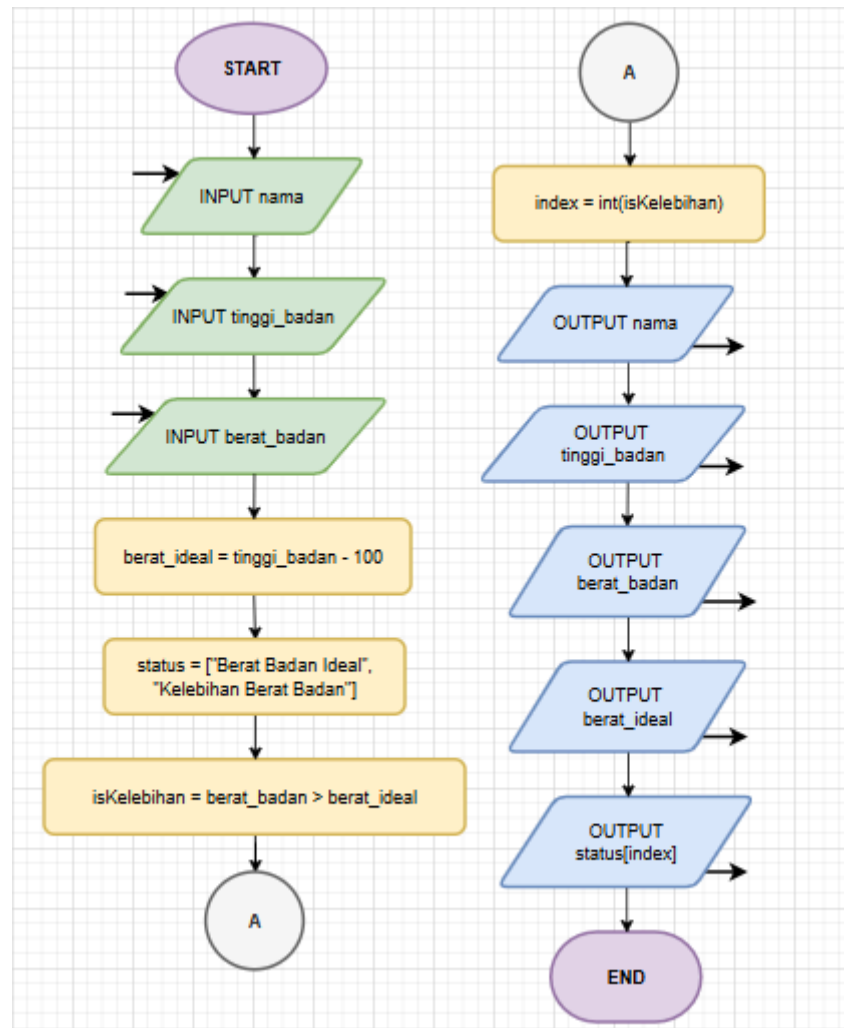 START
INPUT nama
INPUT tinggi_badan
INPUT berat_badan
berat_ideal = tinggi_badan - 100
status = ["Berat Badan Ideal",
"Kelebihan Berat Badan"]
isKelebihan = berat_badan > berat_ideal
A
A
index = int(isKelebihan)
OUTPUT nama
OUTPUT
tinggi_badan
OUTPUT
berat_badan
OUTPUT
berat_ideal
OUTPUT
status[index]
END